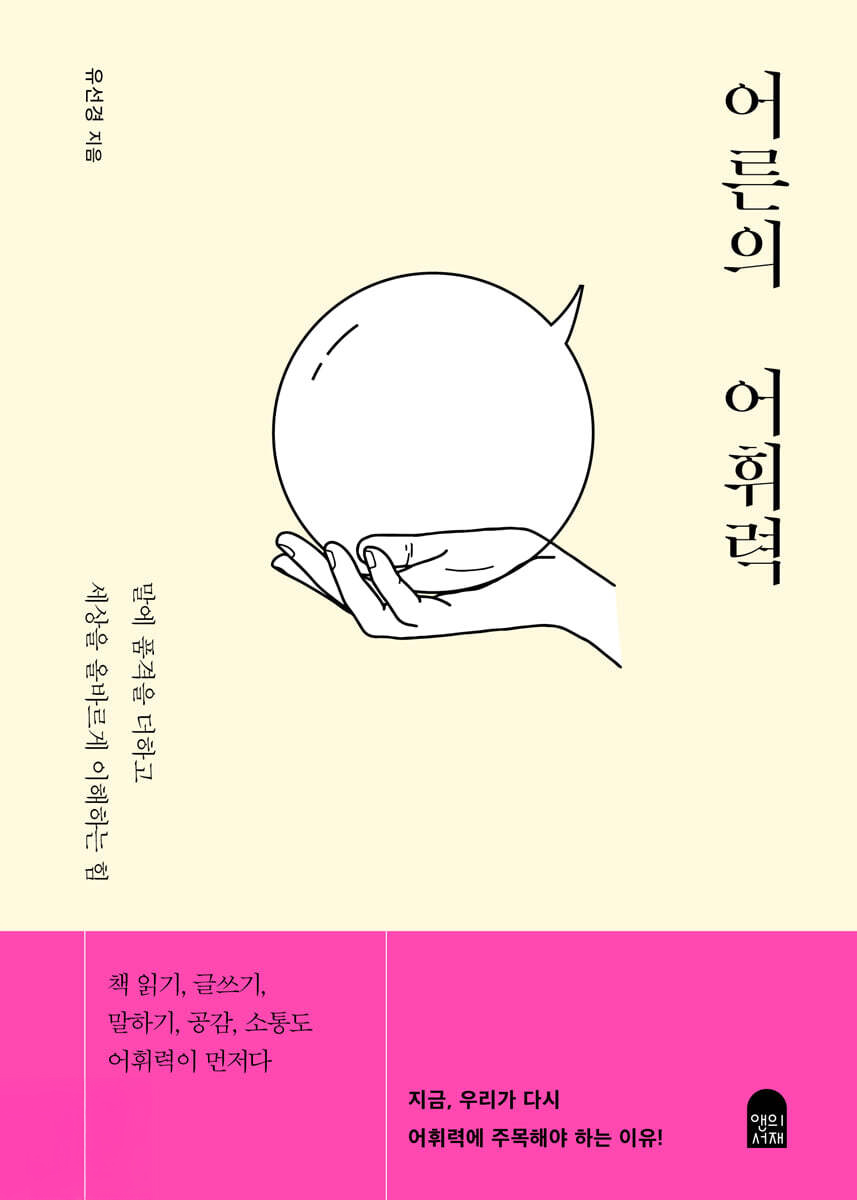 어른의 어휘력
유선경 지음
말에 품격을 더하고
세상을 올바르게 이해하는 힘
책 읽기, 글쓰기,
말하기, 공감, 소통도
어휘력이 먼저다
지금, 우리가 다시
어휘력에 주목해야 하는 이유!
앤의
서재